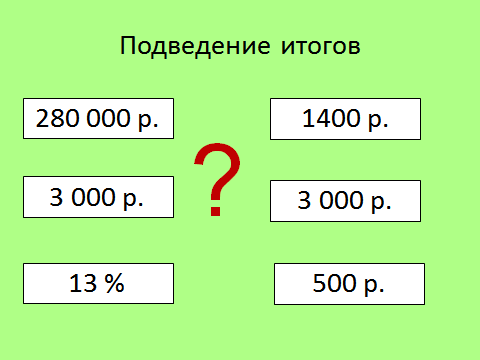 Подведение итогов
280 000 р.
1400 р.
?
3 000 р.
3 000 р.
13 %
500 р.